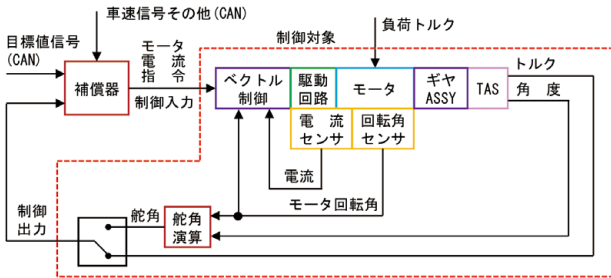 車速信号その他(CAN)
目標値信号
(CAN)
モータ
電流
指令
制御入力
補償器
制御対象
負荷トルク
ベクトル
制御
駆動
回路
モータ
ギヤ
ASSY
TAS
トルク
角度
電流
センサ
回転角
センサ
電流
モータ回転角
制御
出力
舵角
舵角
演算